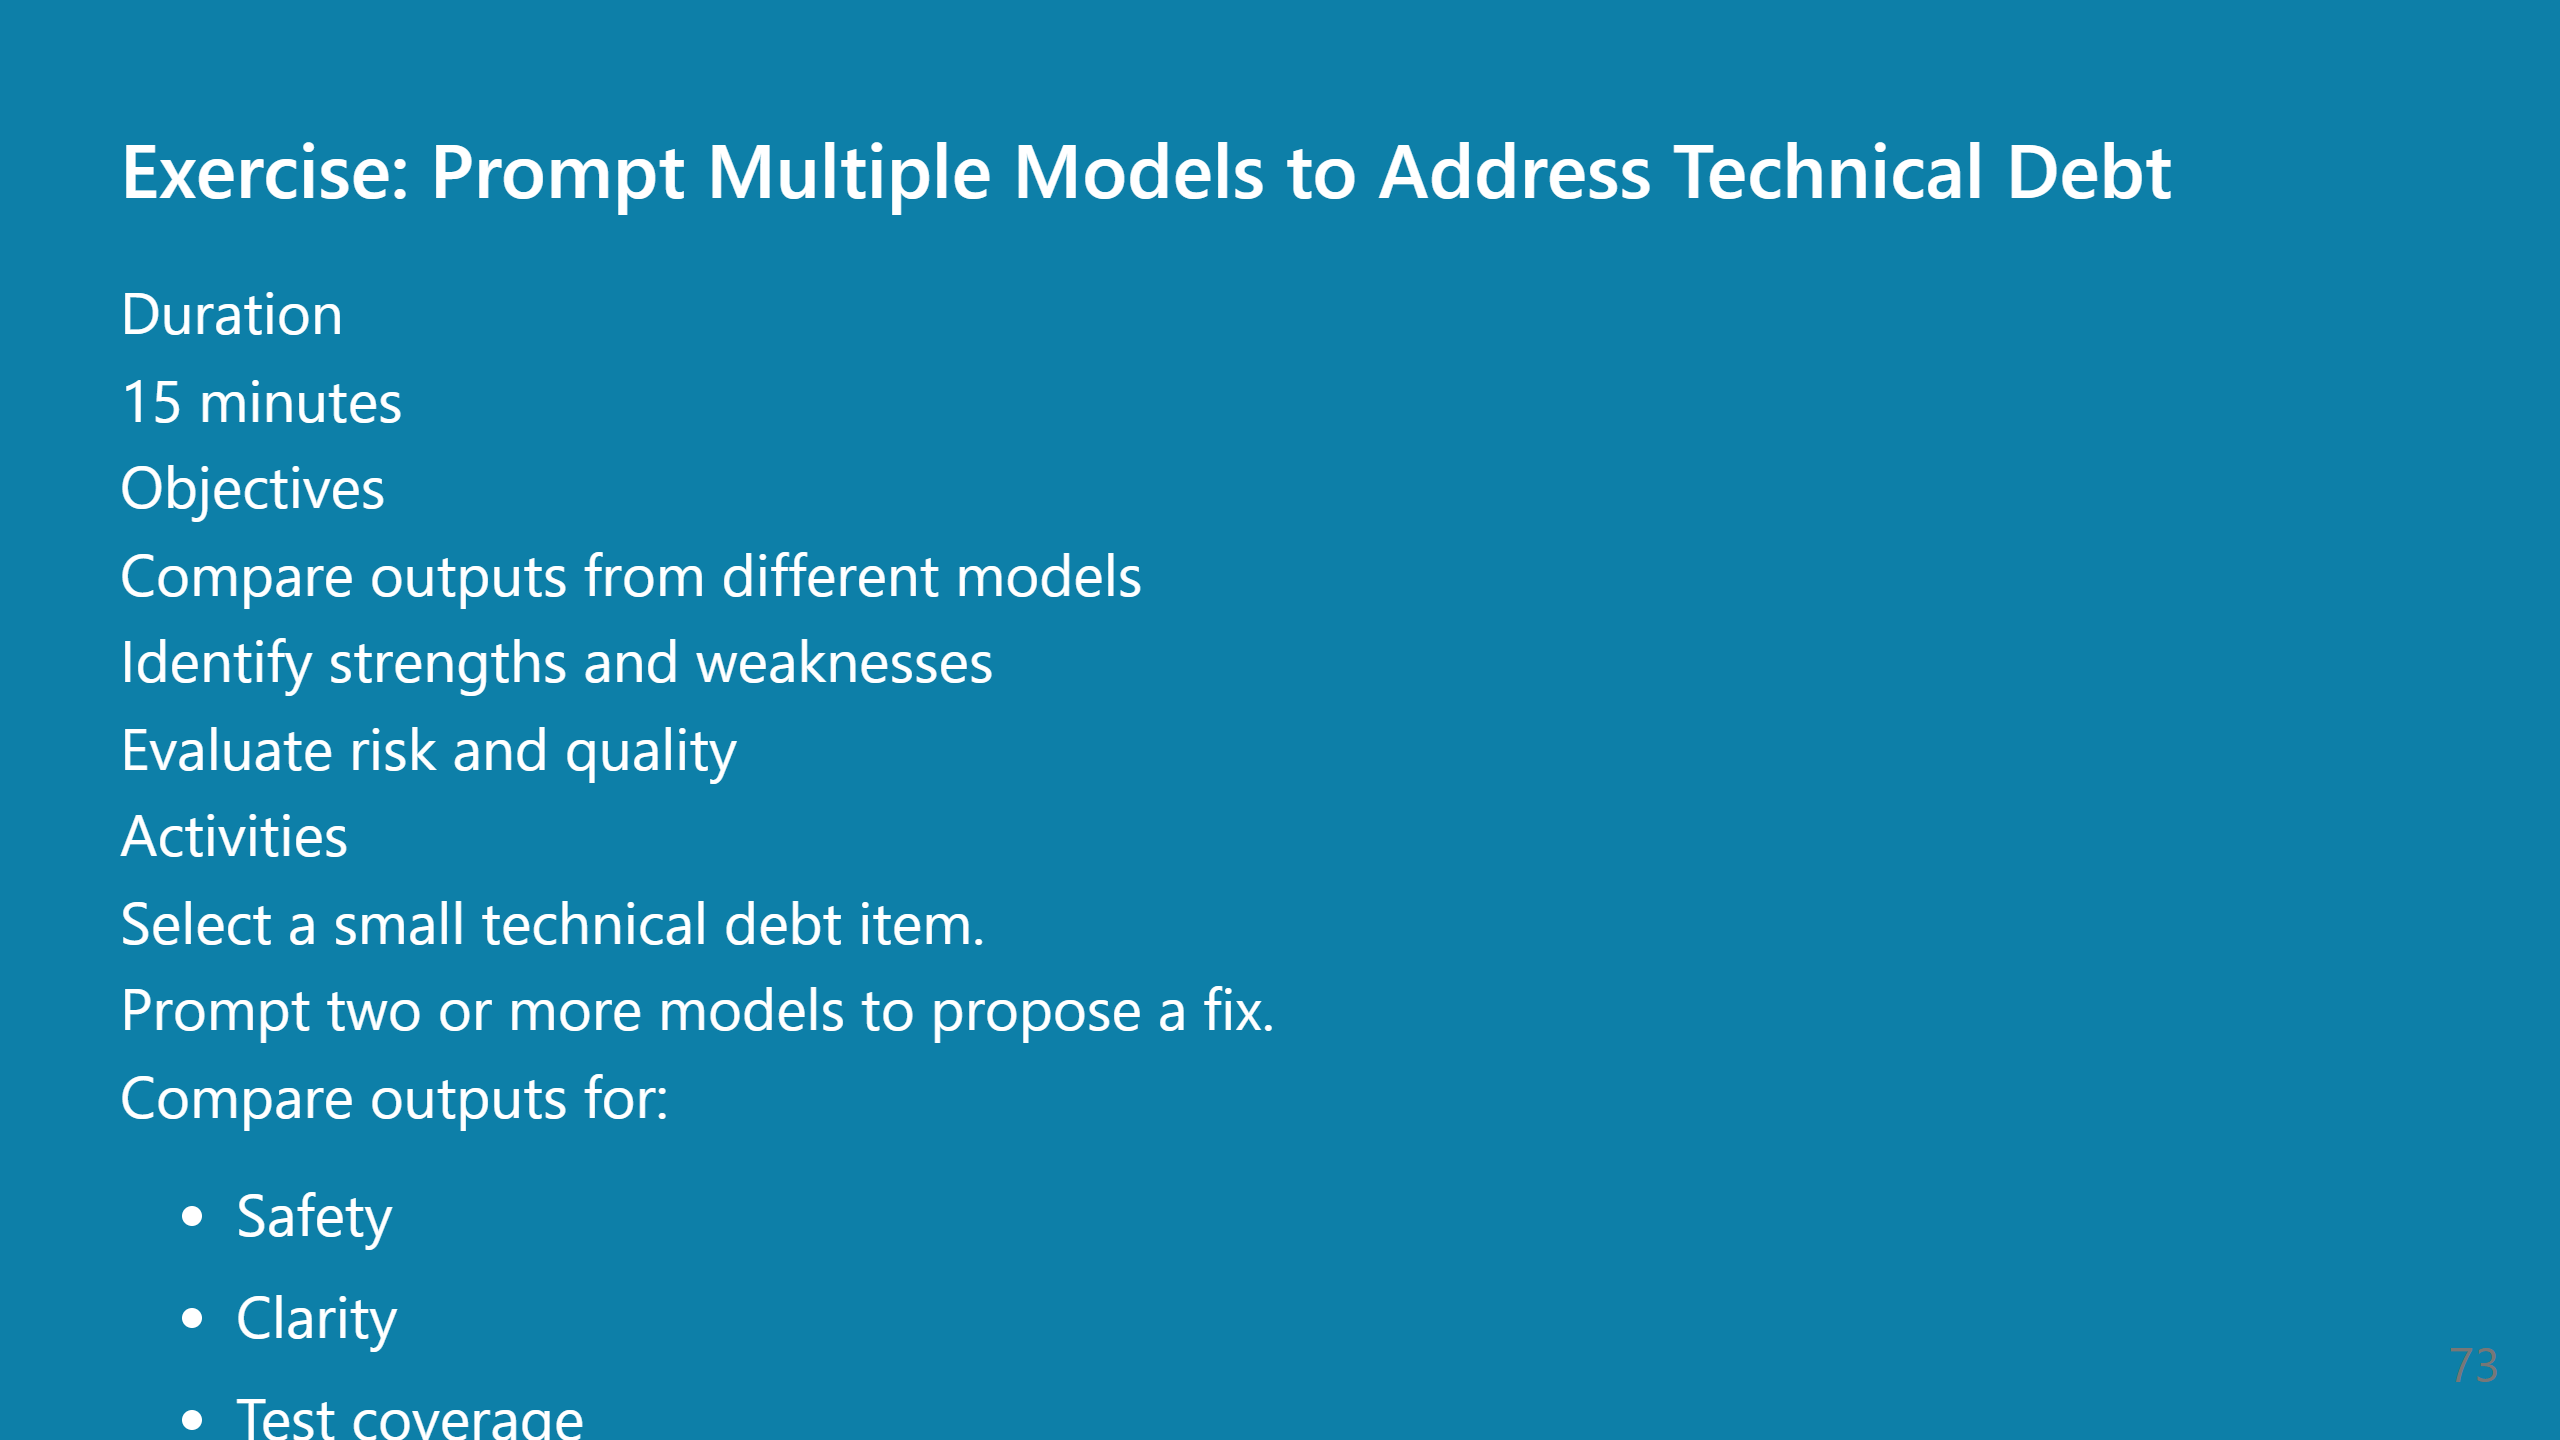 Exercise: Prompt Multiple Models to Address Technical Debt
Duration
15 minutes
Objectives
Compare outputs from different models
Identify strengths and weaknesses
Evaluate risk and quality
Activities
Select a small technical debt item.
Prompt two or more models to propose a fix.
Compare outputs for:
• Safety
• Clarity
• Test coverage
73